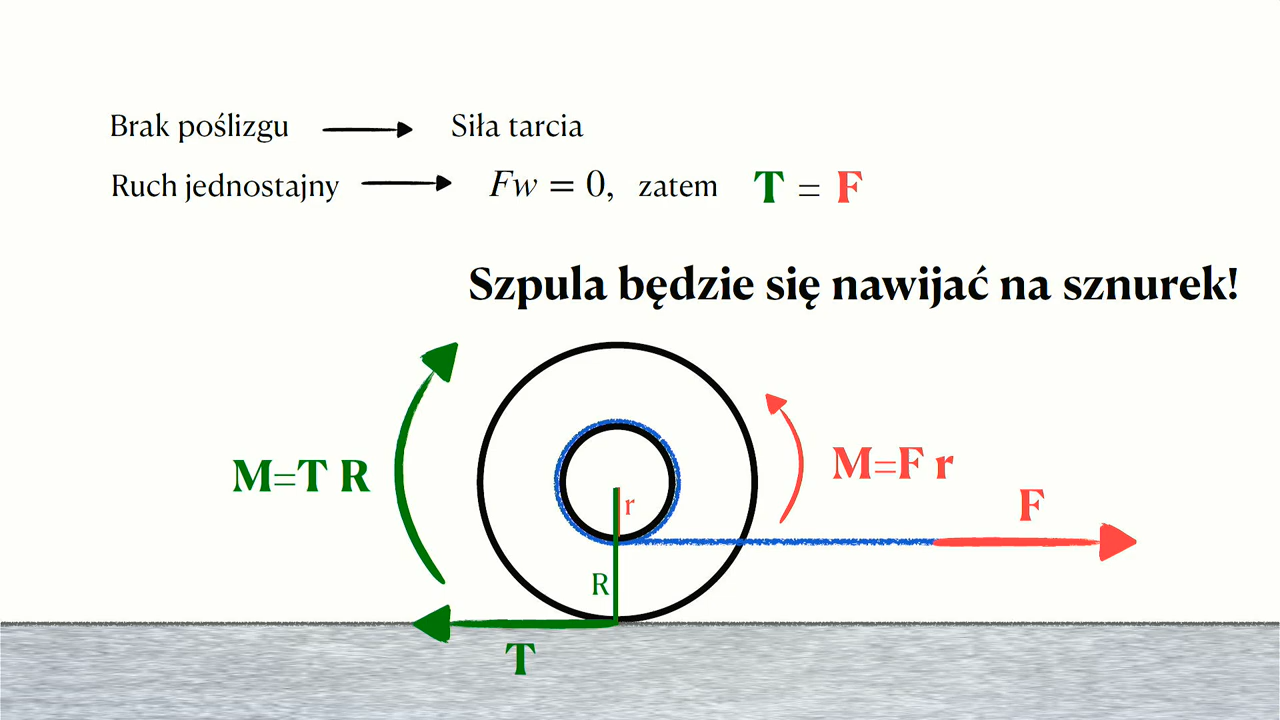 Brak poślizgu Siła tarcia
Ruch jednostajny Fw = 0, zatem T = F
Szpula będzie się nawijać na sznurek!
M=T R
M=F r
F
r
R
T